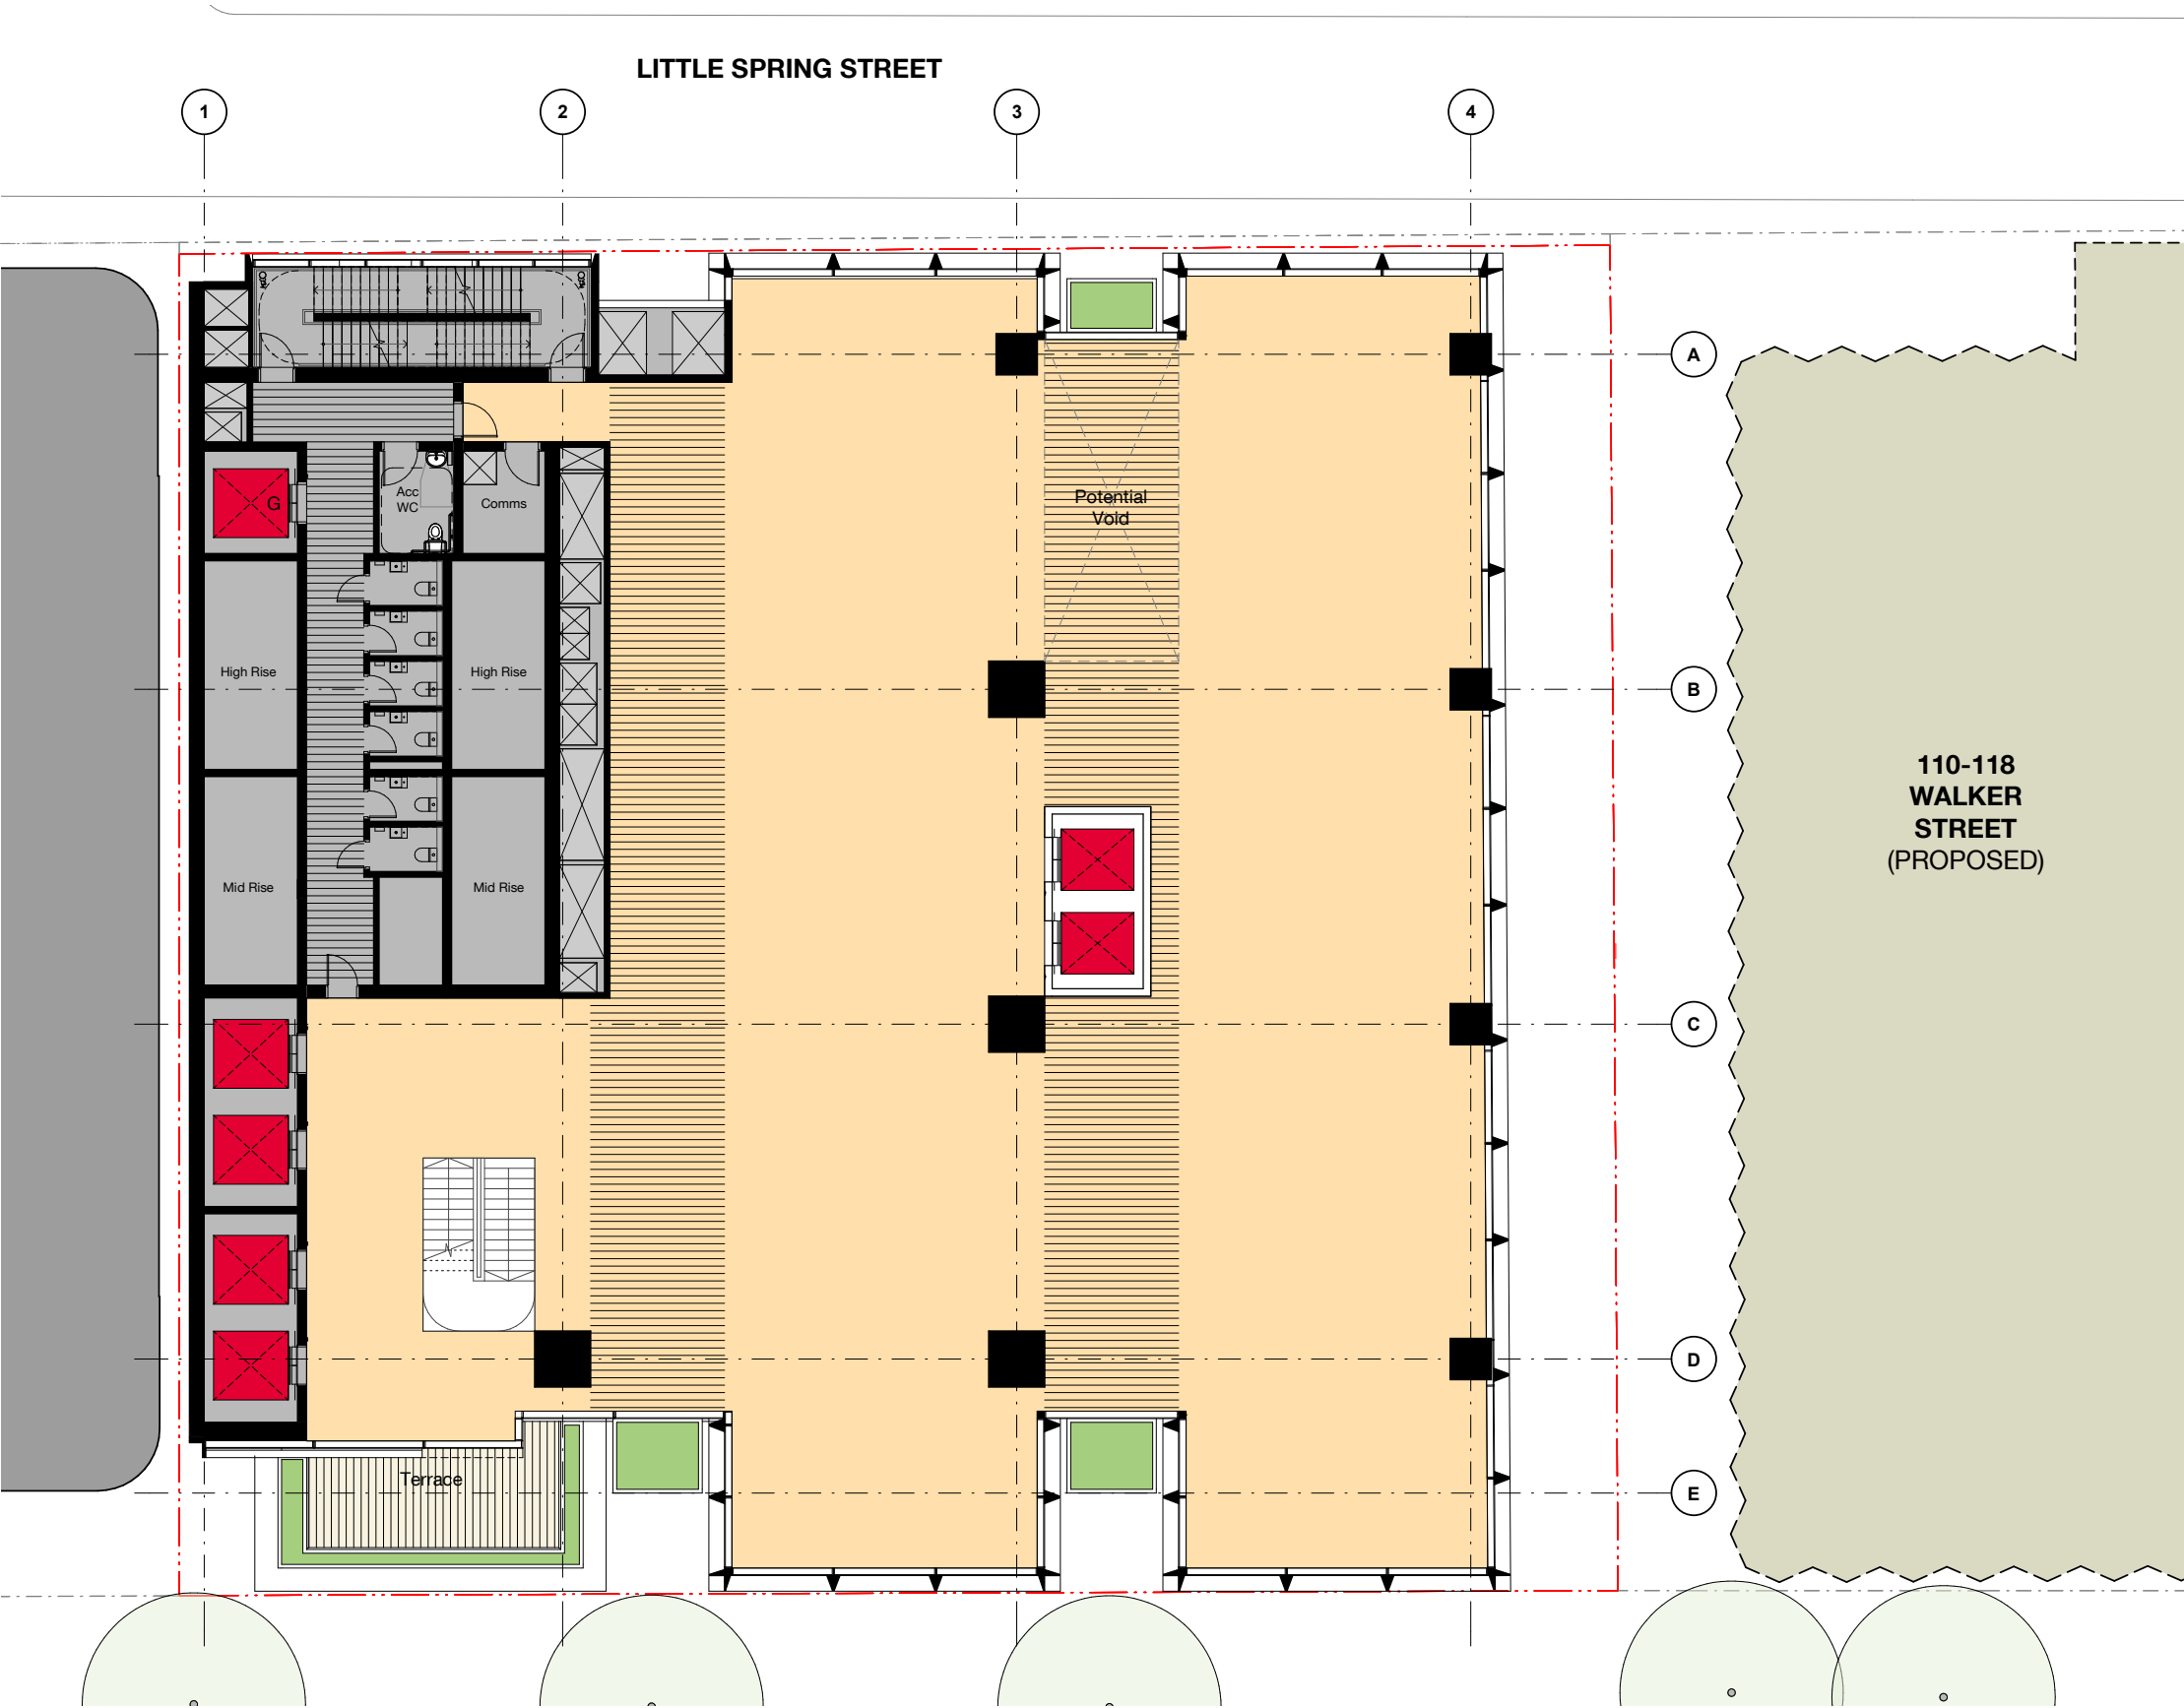 LITTLE SPRING STREET
1
2
3
4
A
G
Acc
WC
Comms
Potential
Void
High Rise
High Rise
B
110-118
WALKER
STREET
(PROPOSED)
Mid Rise
Mid Rise
C
D
Terrace
E